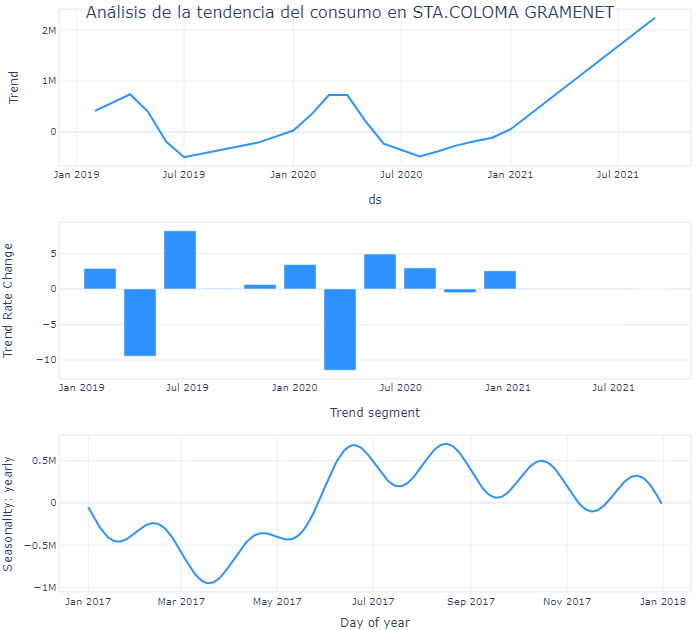 Análisis de la tendencia del consumo en STA.COLOMA GRAMENET
2M
1M
0
Trend
Jan 2019 Jul 2019 Jan 2020 Jul 2020 Jan 2021 Jul 2021
ds
5
0
−5
−10
Trend Rate Change
Jan 2019 Jul 2019 Jan 2020 Jul 2020 Jan 2021 Jul 2021
Trend segment
0.5M
0
−0.5M
−1M
Seasonality: yearly
Jan 2017 Mar 2017 May 2017 Jul 2017 Sep 2017 Nov 2017 Jan 2018
Day of year